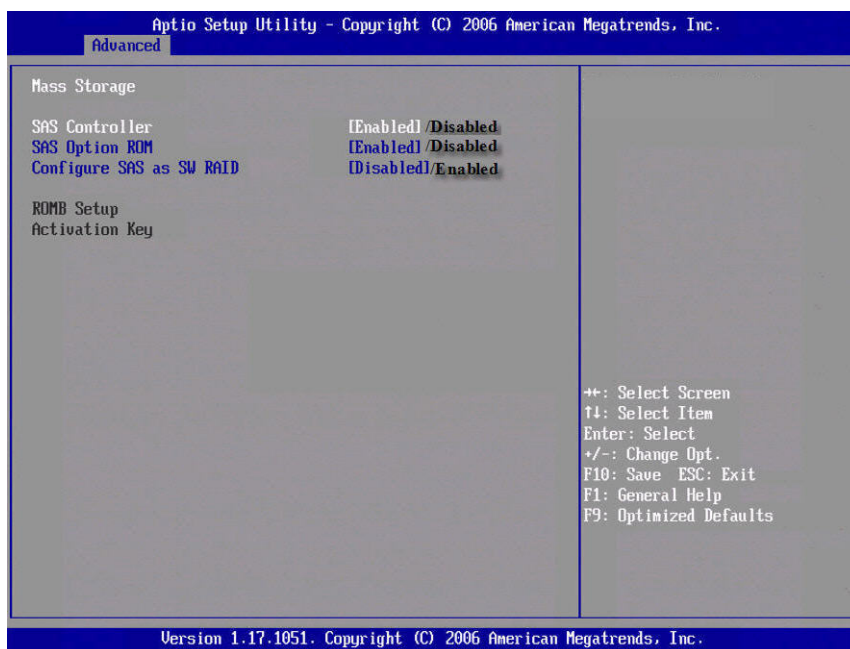 Aptio Setup Utility - Copyright (C) 2006 American Megatrends, Inc.
Advanced
Mass Storage
SAS Controller [Enabled] /Disabled
SAS Option ROM [Enabled] /Disabled
Configure SAS as SW RAID [Disabled]/Enabled
ROMB Setup
Activation Key
→←: Select Screen
↑↓: Select Item
Enter: Select
+/-: Change Opt.
F10: Save ESC: Exit
F1: General Help
F9: Optimized Defaults
Version 1.17.1051. Copyright (C) 2006 American Megatrends, Inc.